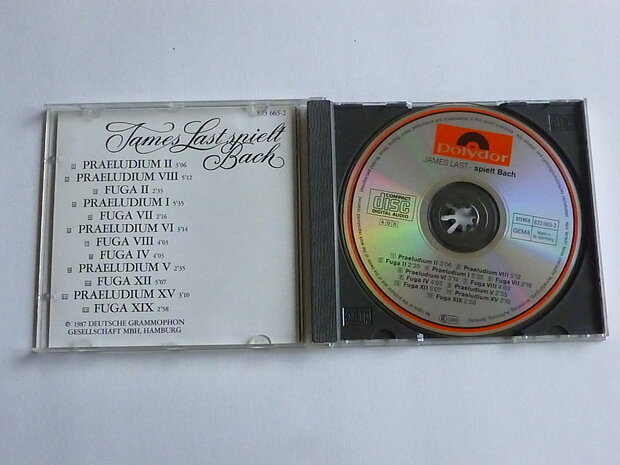 833 665-2
James Last spielt
Bach
PRAELUDIUM II 3'06
PRAELUDIUM VIII 5'12
FUGA II 2'35
PRAELUDIUM I 5'35
FUGA VII 2'16
PRAELUDIUM VI 3'14
FUGA VIII 4'03
FUGA IV 4'03
PRAELUDIUM V 2'35
FUGA XII 5'07
PRAELUDIUM XV 3'10
FUGA XIX 2'58
℗ 1987 DEUTSCHE GRAMMOPHON
GESELLSCHAFT MBH, HAMBURG
Polydor
JAMES LAST · spielt Bach
COMPACT
disc
DIGITAL AUDIO
ADD
STEREO 833 665-2
GEMA Made in
W. Germany
Praeludium II 3'06 Praeludium VIII 5'12
Fuga II 2'35 Praeludium I 5'35 Fuga VII 2'16
Praeludium VI 3'14 Fuga VIII 4'03
Fuga IV 4'03 Praeludium V 2'35
Fuga XII 5'07 Praeludium XV 3'10
Fuga XIX 2'58